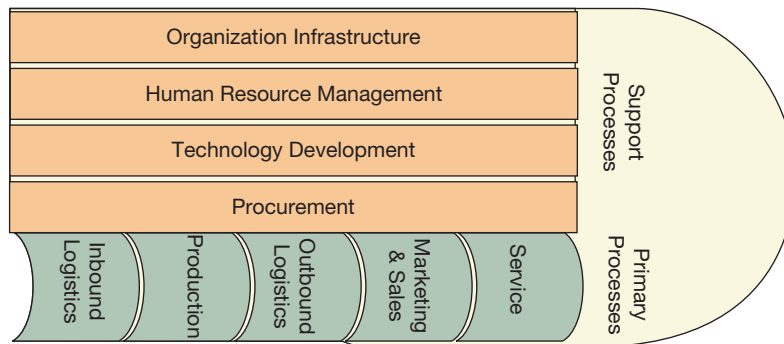 Organization Infrastructure
Human Resource Management
Technology Development
Procurement
Support
Processes
Inbound
Logistics
Production
Outbound
Logistics
Marketing
& Sales
Service
Primary
Processes